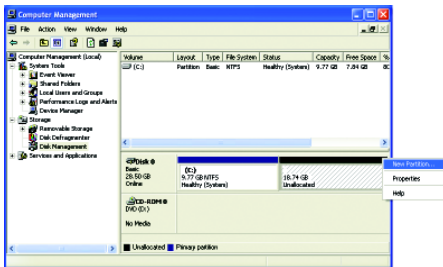 Computer Management
File Action View Window Help
Computer Management (Local)
System Tools
Event Viewer
Shared Folders
Local Users and Groups
Performance Logs and Alerts
Device Manager
Storage
Removable Storage
Disk Defragmenter
Disk Management
Services and Applications
Volume Layout Type File System Status Capacity Free Space %
(C:) Partition Basic NTFS Healthy (System) 9.77 GB 7.84 GB 80
Disk 0
Basic
28.50 GB
Online
(C:)
9.77 GB NTFS
Healthy (System)
18.74 GB
Unallocated
CD-ROM 0
DVD (D:)
No Media
Unallocated Primary partition
New Partition...
Properties
Help